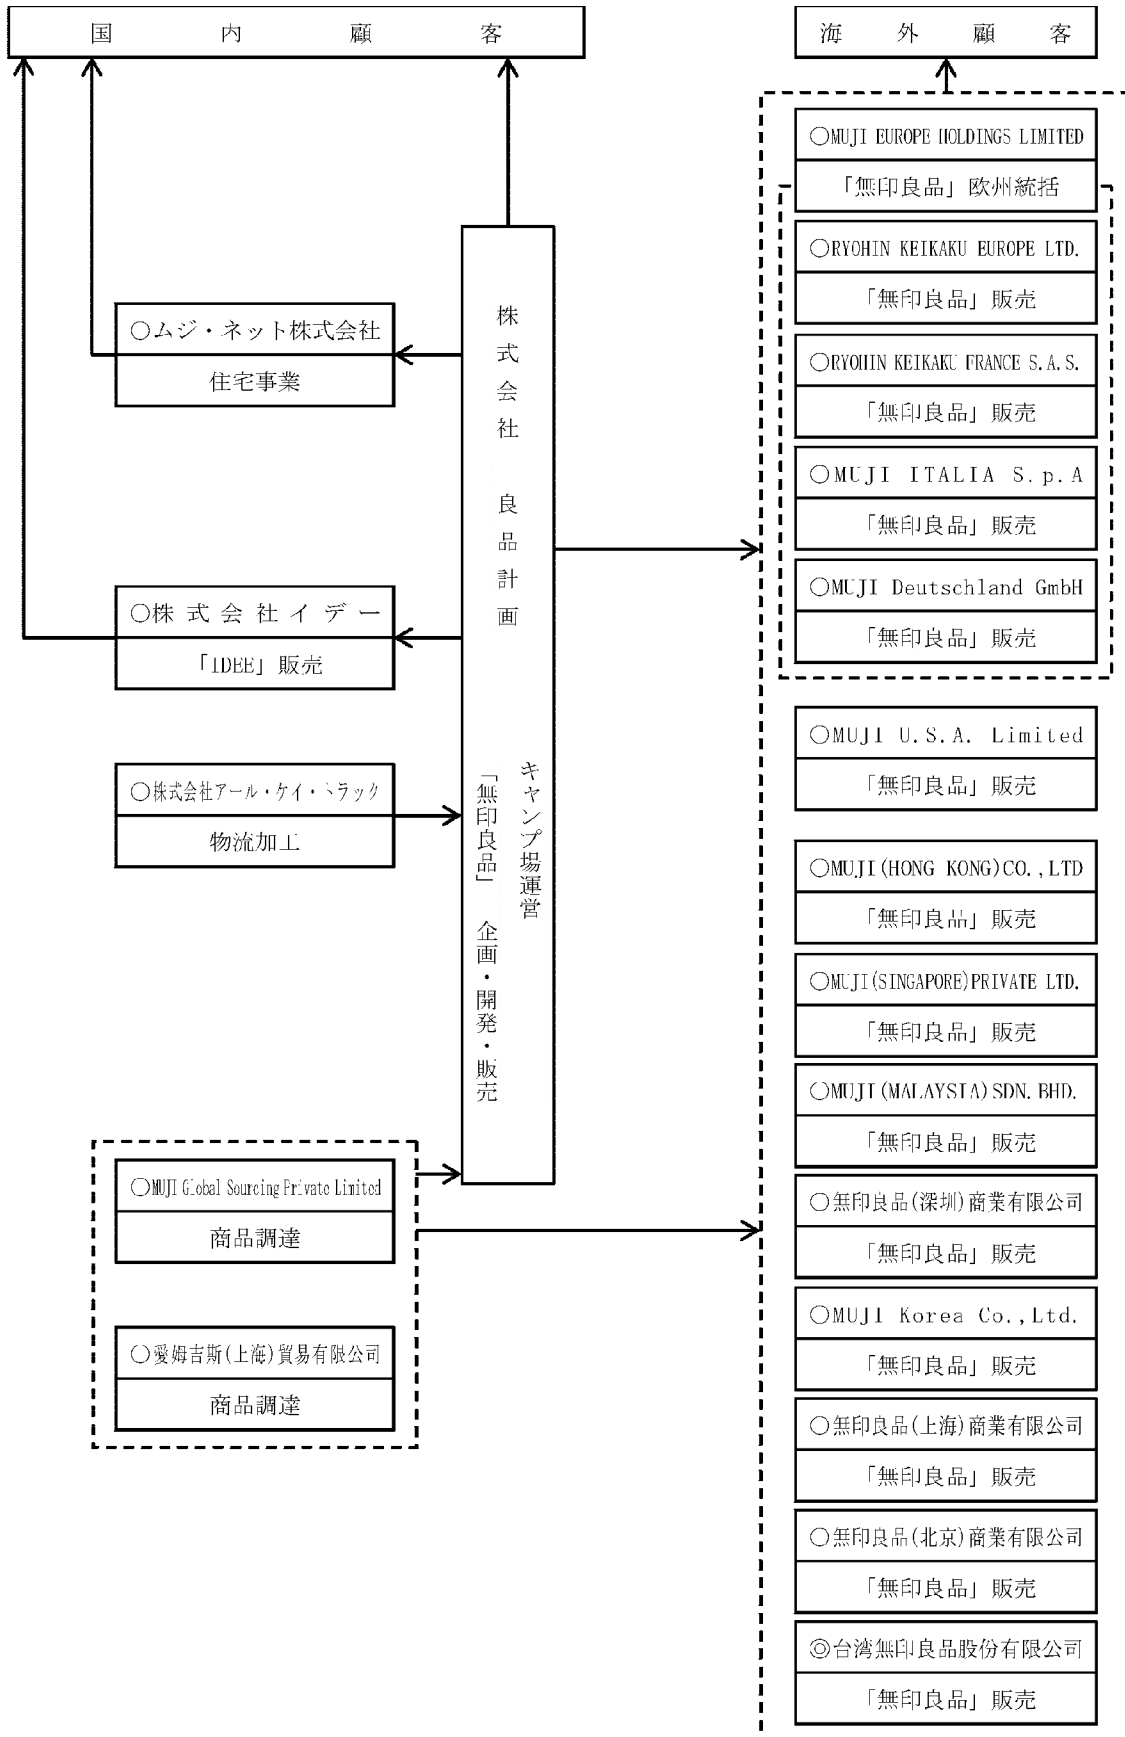 国内顧客
海外顧客
○ムジ・ネット株式会社
住宅事業
○株式会社イデー
「IDEE」販売
○株式会社アール・ケイ・トラック
物流加工
○MUJI Global Sourcing Private Limited
商品調達
○愛姆吉斯(上海)貿易有限公司
商品調達
株式会社 良品計画
キャンプ場運営
「無印良品」 企画・開発・販売
○MUJI EUROPE HOLDINGS LIMITED
「無印良品」欧州統括
○RYOHIN KEIKAKU EUROPE LTD.
「無印良品」販売
○RYOHIN KEIKAKU FRANCE S.A.S.
「無印良品」販売
○MUJI ITALIA S.p.A
「無印良品」販売
○MUJI Deutschland GmbH
「無印良品」販売
○MUJI U.S.A. Limited
「無印良品」販売
○MUJI(HONG KONG)CO.,LTD
「無印良品」販売
○MUJI(SINGAPORE)PRIVATE LTD.
「無印良品」販売
○MUJI(MALAYSIA)SDN.BHD.
「無印良品」販売
○無印良品(深圳)商業有限公司
「無印良品」販売
○MUJI Korea Co.,Ltd.
「無印良品」販売
○無印良品(上海)商業有限公司
「無印良品」販売
○無印良品(北京)商業有限公司
「無印良品」販売
◎台湾無印良品股份有限公司
「無印良品」販売